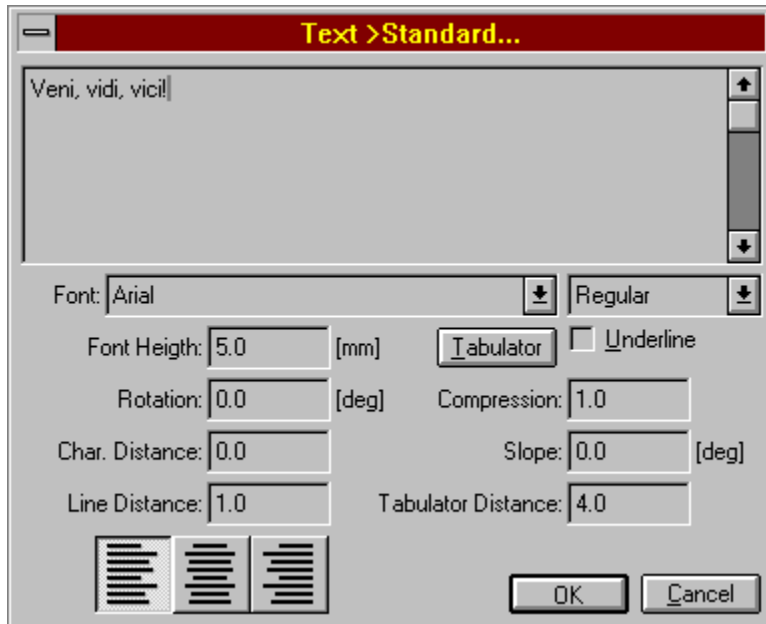 Text >Standard...
Veni, vidi, vici!
Font: Arial Regular
Font Heigth: 5.0 [mm] Tabulator Underline
Rotation: 0.0 [deg] Compression: 1.0
Char. Distance: 0.0 Slope: 0.0 [deg]
Line Distance: 1.0 Tabulator Distance: 4.0
OK Cancel